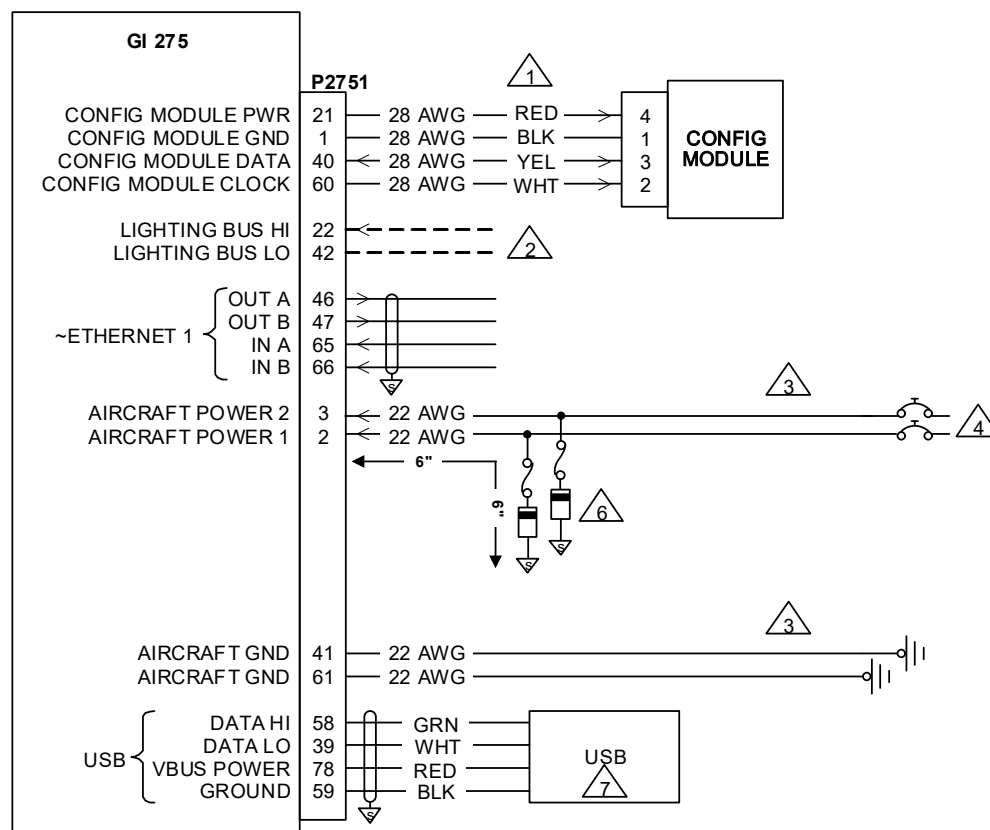 GI 275
P2751
1
CONFIG MODULE PWR 21 28 AWG RED 4
CONFIG MODULE GND 1 28 AWG BLK 1
CONFIG MODULE DATA 40 28 AWG YEL 3
CONFIG MODULE CLOCK 60 28 AWG WHT 2
CONFIG
MODULE
LIGHTING BUS HI 22
LIGHTING BUS LO 42
2
~ETHERNET 1
OUT A 46
OUT B 47
IN A 65
IN B 66
S
3
AIRCRAFT POWER 2 3 22 AWG
AIRCRAFT POWER 1 2 22 AWG
4
6"
6"
6
S
S
3
AIRCRAFT GND 41 22 AWG
AIRCRAFT GND 61 22 AWG
USB
DATA HI 58 GRN
DATA LO 39 WHT
VBUS POWER 78 RED
GROUND 59 BLK
S
USB
7